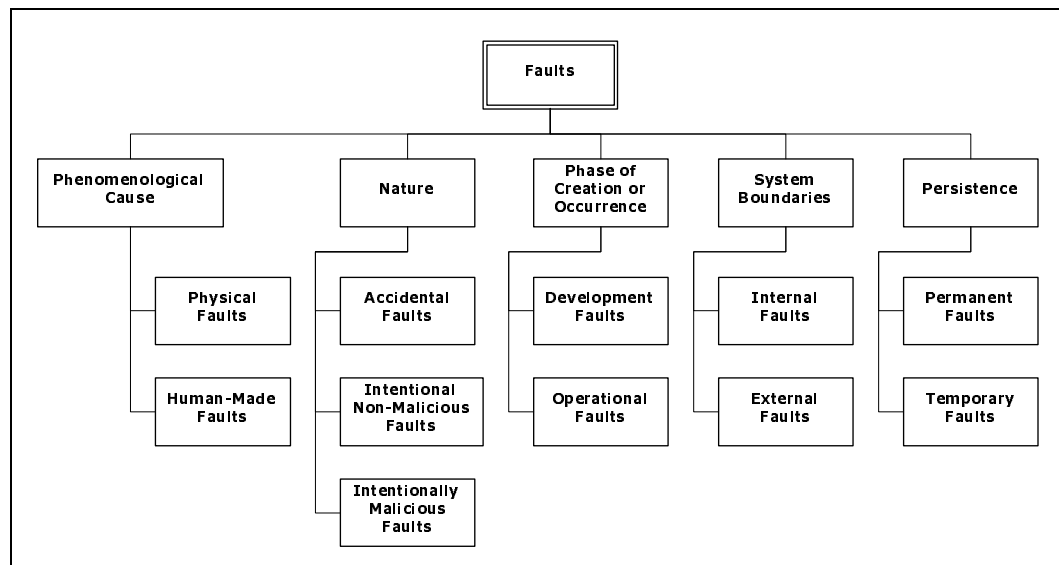 Faults
Phenomenological
Cause
Nature
Phase of
Creation or
Occurrence
System
Boundaries
Persistence
Physical
Faults
Accidental
Faults
Development
Faults
Internal
Faults
Permanent
Faults
Human-Made
Faults
Intentional
Non-Malicious
Faults
Operational
Faults
External
Faults
Temporary
Faults
Intentionally
Malicious
Faults